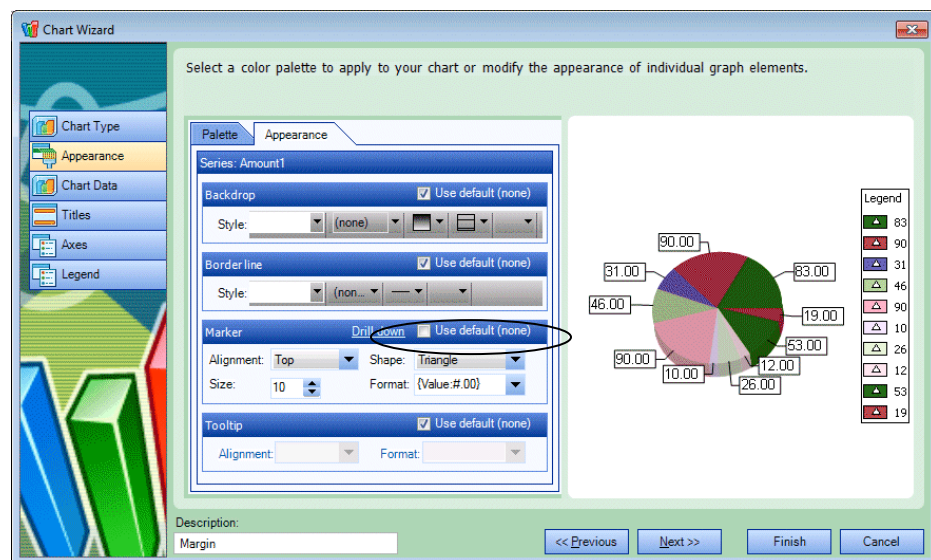 Chart Wizard
Select a color palette to apply to your chart or modify the appearance of individual graph elements.
Chart Type
Appearance
Chart Data
Titles
Axes
Legend
Palette Appearance
Series: Amount1
Backdrop Use default (none)
Style: (none)
Border line Use default (none)
Style: (non...
Marker Drill down Use default (none)
Alignment: Top Shape: Triangle
Size: 10 Format: {Value:#.00}
Tooltip Use default (none)
Alignment: Format:
90.00
31.00
83.00
46.00
19.00
53.00
90.00
12.00
10.00
26.00
Legend
83
90
31
46
90
10
26
12
53
19
Description:
Margin
<< Previous Next >> Finish Cancel